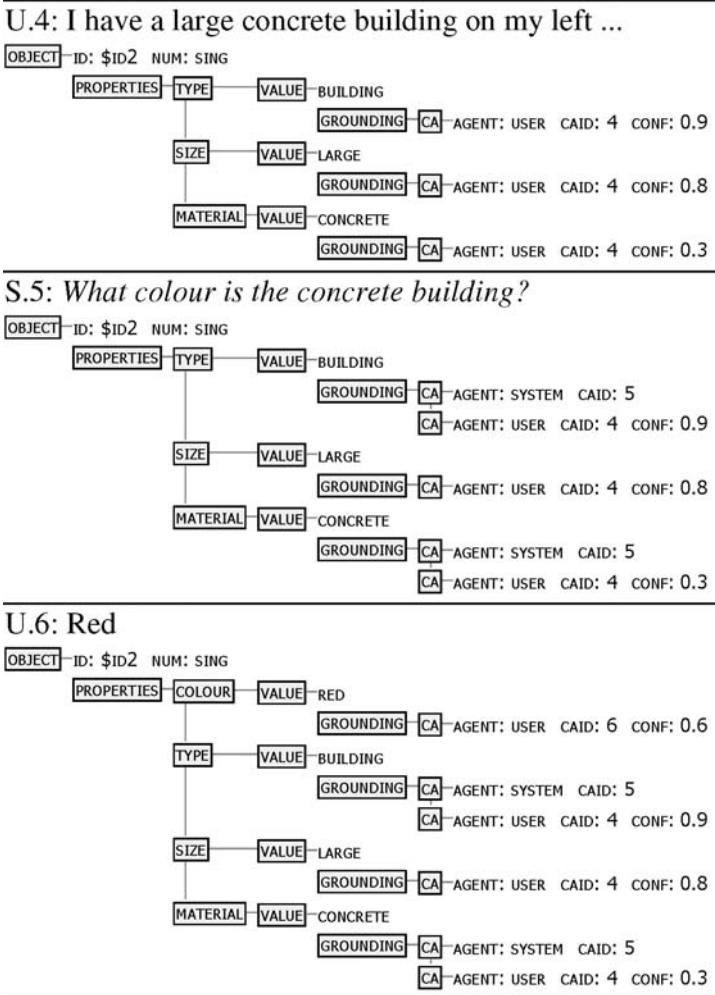 U.4: I have a large concrete building on my left ...
OBJECT ID: $ID2 NUM: SING
PROPERTIES TYPE VALUE BUILDING
GROUNDING CA AGENT: USER CAID: 4 CONF: 0.9
SIZE VALUE LARGE
GROUNDING CA AGENT: USER CAID: 4 CONF: 0.8
MATERIAL VALUE CONCRETE
GROUNDING CA AGENT: USER CAID: 4 CONF: 0.3
S.5: What colour is the concrete building?
OBJECT ID: $ID2 NUM: SING
PROPERTIES TYPE VALUE BUILDING
GROUNDING CA AGENT: SYSTEM CAID: 5
CA AGENT: USER CAID: 4 CONF: 0.9
SIZE VALUE LARGE
GROUNDING CA AGENT: USER CAID: 4 CONF: 0.8
MATERIAL VALUE CONCRETE
GROUNDING CA AGENT: SYSTEM CAID: 5
CA AGENT: USER CAID: 4 CONF: 0.3
U.6: Red
OBJECT ID: $ID2 NUM: SING
PROPERTIES COLOUR VALUE RED
GROUNDING CA AGENT: USER CAID: 6 CONF: 0.6
TYPE VALUE BUILDING
GROUNDING CA AGENT: SYSTEM CAID: 5
CA AGENT: USER CAID: 4 CONF: 0.9
SIZE VALUE LARGE
GROUNDING CA AGENT: USER CAID: 4 CONF: 0.8
MATERIAL VALUE CONCRETE
GROUNDING CA AGENT: SYSTEM CAID: 5
CA AGENT: USER CAID: 4 CONF: 0.3